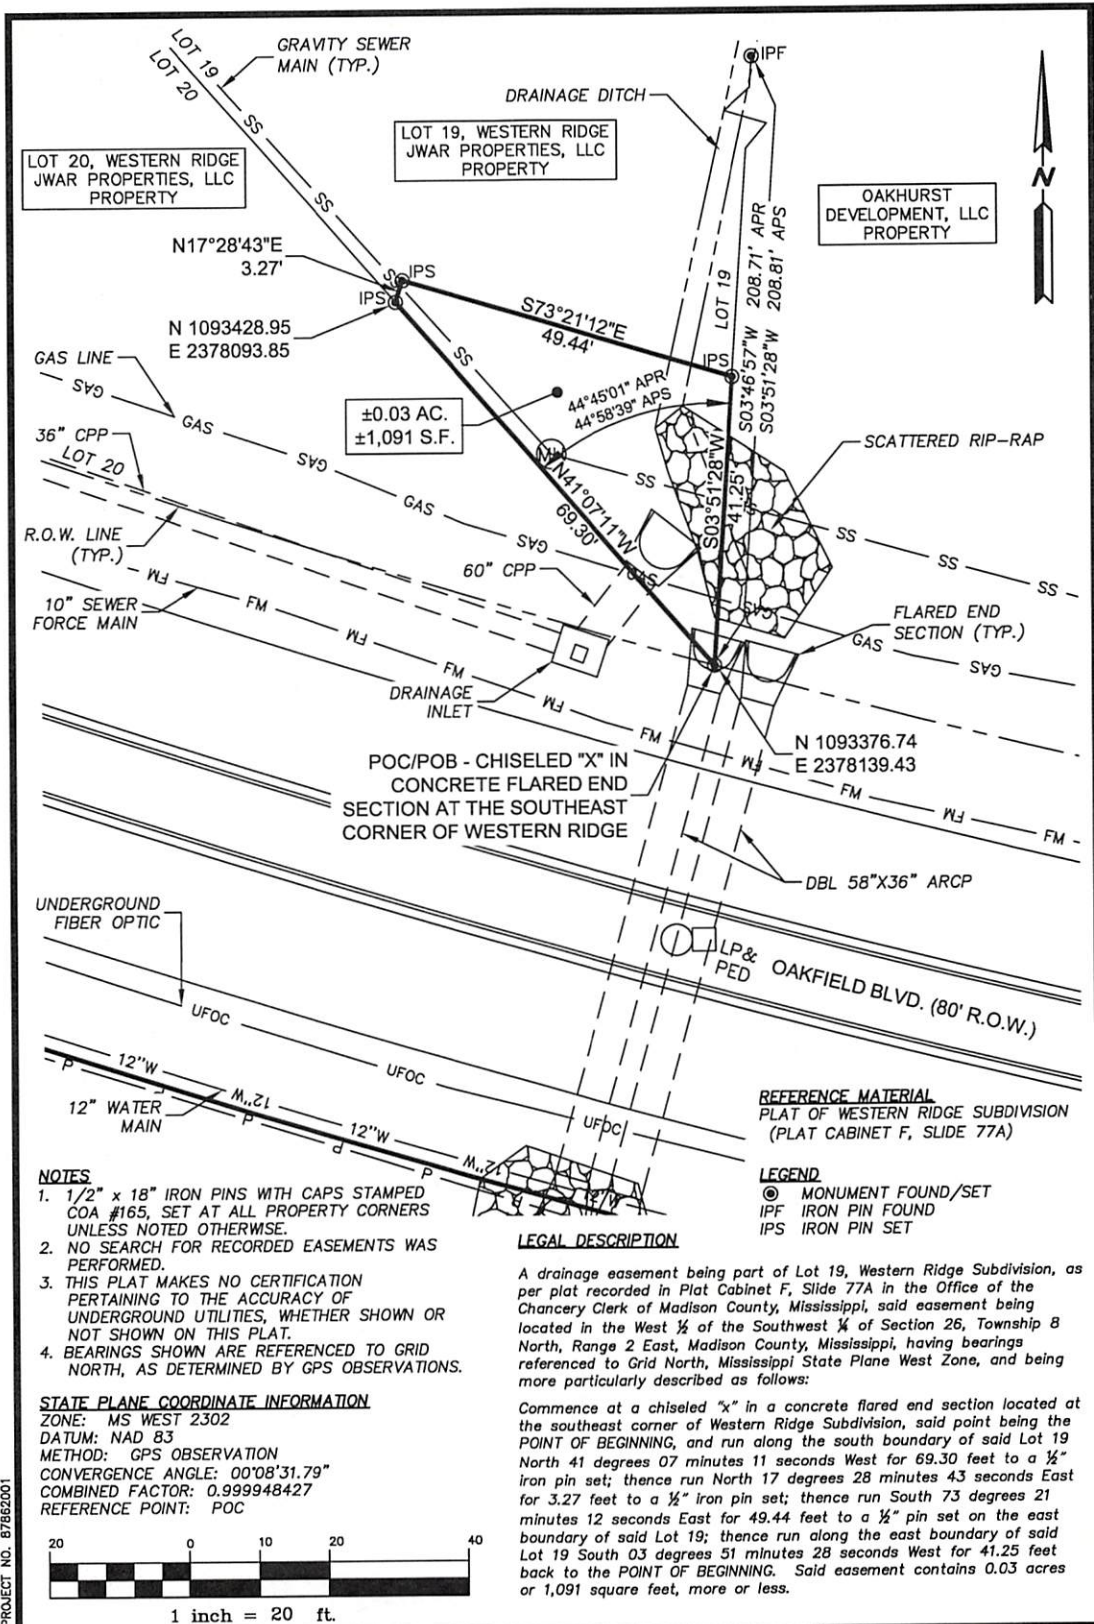 LOT 19
LOT 20
GRAVITY SEWER
MAIN (TYP.)
SS
SS
SS
SS
IPF
DRAINAGE DITCH
LOT 20, WESTERN RIDGE
JWAR PROPERTIES, LLC
PROPERTY
LOT 19, WESTERN RIDGE
JWAR PROPERTIES, LLC
PROPERTY
OAKHURST
DEVELOPMENT, LLC
PROPERTY
N
N17°28'43"E
3.27'
IPS
IPS
N 1093428.95
E 2378093.85
S73°21'12"E
49.44'
LOT 19
S03°46'57"W 208.71' APR
S03°51'28"W 208.81' APS
IPS
44°45'01" APR
44°58'39" APS
±0.03 AC.
±1,091 S.F.
GAS LINE
GAS
GAS
GAS
GAS
GAS
GAS
GAS
GAS
GAS
36" CPP
LOT 20
R.O.W. LINE
(TYP.)
MH
N41°07'11"W
69.30'
S03°51'28"W
41.25'
SCATTERED RIP-RAP
SS
SS
SS
SS
60" CPP
10" SEWER
FORCE MAIN
FM
FM
FM
FM
FM
FM
FM
FM
FM
FM
FM
FLARED END
SECTION (TYP.)
DRAINAGE
INLET
N 1093376.74
E 2378139.43
POC/POB - CHISELED "X" IN
CONCRETE FLARED END
SECTION AT THE SOUTHEAST
CORNER OF WESTERN RIDGE
DBL 58"X36" ARCP
UNDERGROUND
FIBER OPTIC
UFOC
UFOC
UFOC
LP&
PED
OAKFIELD BLVD. (80' R.O.W.)
12"W
12"W
12"W
12"W
12"W
P
P
P
P
12" WATER
MAIN
REFERENCE MATERIAL
PLAT OF WESTERN RIDGE SUBDIVISION
(PLAT CABINET F, SLIDE 77A)
LEGEND
MONUMENT FOUND/SET
IPF IRON PIN FOUND
IPS IRON PIN SET
NOTES
1. 1/2" x 18" IRON PINS WITH CAPS STAMPED
COA #165, SET AT ALL PROPERTY CORNERS
UNLESS NOTED OTHERWISE.
2. NO SEARCH FOR RECORDED EASEMENTS WAS
PERFORMED.
3. THIS PLAT MAKES NO CERTIFICATION
PERTAINING TO THE ACCURACY OF
UNDERGROUND UTILITIES, WHETHER SHOWN OR
NOT SHOWN ON THIS PLAT.
4. BEARINGS SHOWN ARE REFERENCED TO GRID
NORTH, AS DETERMINED BY GPS OBSERVATIONS.
STATE PLANE COORDINATE INFORMATION
ZONE: MS WEST 2302
DATUM: NAD 83
METHOD: GPS OBSERVATION
CONVERGENCE ANGLE: 00°08'31.79"
COMBINED FACTOR: 0.999948427
REFERENCE POINT: POC
20 0 10 20 40
1 inch = 20 ft.
PROJECT NO. 87862001
LEGAL DESCRIPTION
A drainage easement being part of Lot 19, Western Ridge Subdivision, as
per plat recorded in Plat Cabinet F, Slide 77A in the Office of the
Chancery Clerk of Madison County, Mississippi, said easement being
located in the West ½ of the Southwest ¼ of Section 26, Township 8
North, Range 2 East, Madison County, Mississippi, having bearings
referenced to Grid North, Mississippi State Plane West Zone, and being
more particularly described as follows:
Commence at a chiseled "x" in a concrete flared end section located at
the southeast corner of Western Ridge Subdivision, said point being the
POINT OF BEGINNING, and run along the south boundary of said Lot 19
North 41 degrees 07 minutes 11 seconds West for 69.30 feet to a ½"
iron pin set; thence run North 17 degrees 28 minutes 43 seconds East
for 3.27 feet to a ½" iron pin set; thence run South 73 degrees 21
minutes 12 seconds East for 49.44 feet to a ½" pin set on the east
boundary of said Lot 19; thence run along the east boundary of said
Lot 19 South 03 degrees 51 minutes 28 seconds West for 41.25 feet
back to the POINT OF BEGINNING. Said easement contains 0.03 acres
or 1,091 square feet, more or less.